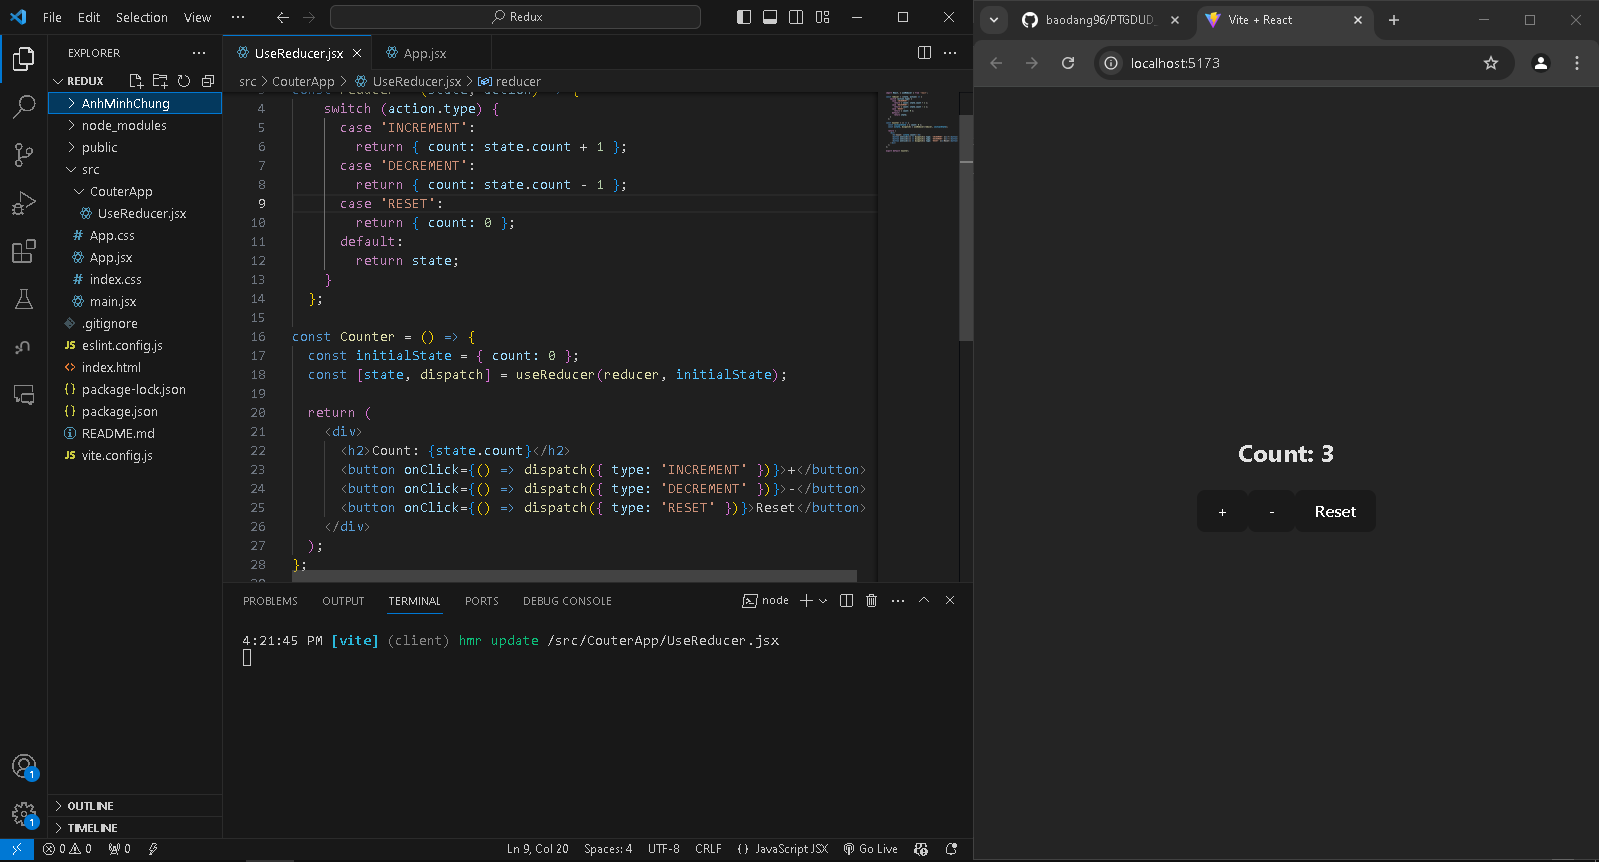 File Edit Selection View ··· Redux
EXPLORER ···
REDUX
AnhMinhChung
node_modules
public
src
CouterApp
UseReducer.jsx
# App.css
App.jsx
# index.css
main.jsx
.gitignore
JS eslint.config.js
<> index.html
{} package-lock.json
{} package.json
README.md
JS vite.config.js
OUTLINE
TIMELINE
UseReducer.jsx App.jsx
src > CouterApp > UseReducer.jsx > reducer
4 switch (action.type) {
5 case 'INCREMENT':
6 return { count: state.count + 1 };
7 case 'DECREMENT':
8 return { count: state.count - 1 };
9 case 'RESET':
10 return { count: 0 };
11 default:
12 return state;
13 }
14 };
15
16 const Counter = () => {
17 const initialState = { count: 0 };
18 const [state, dispatch] = useReducer(reducer, initialState);
19
20 return (
21 <div>
22 <h2>Count: {state.count}</h2>
23 <button onClick={() => dispatch({ type: 'INCREMENT' })}>+</button>
24 <button onClick={() => dispatch({ type: 'DECREMENT' })}>-</button>
25 <button onClick={() => dispatch({ type: 'RESET' })}>Reset</button>
26 </div>
27 );
28 };
PROBLEMS OUTPUT TERMINAL PORTS DEBUG CONSOLE node
4:21:45 PM [vite] (client) hmr update /src/CouterApp/UseReducer.jsx
1
1
0 0 0 Ln 9, Col 20 Spaces: 4 UTF-8 CRLF {} JavaScript JSX Go Live
baodang96/PTGDUD_ Vite + React
localhost:5173
Count: 3
+ - Reset